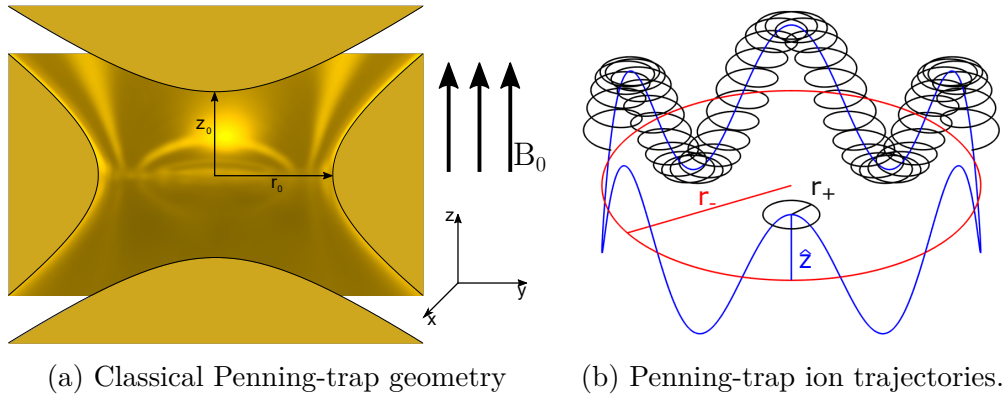 z₀
r₀
B₀
z
y
x
r₋
r₊
ẑ
(a) Classical Penning-trap geometry
(b) Penning-trap ion trajectories.